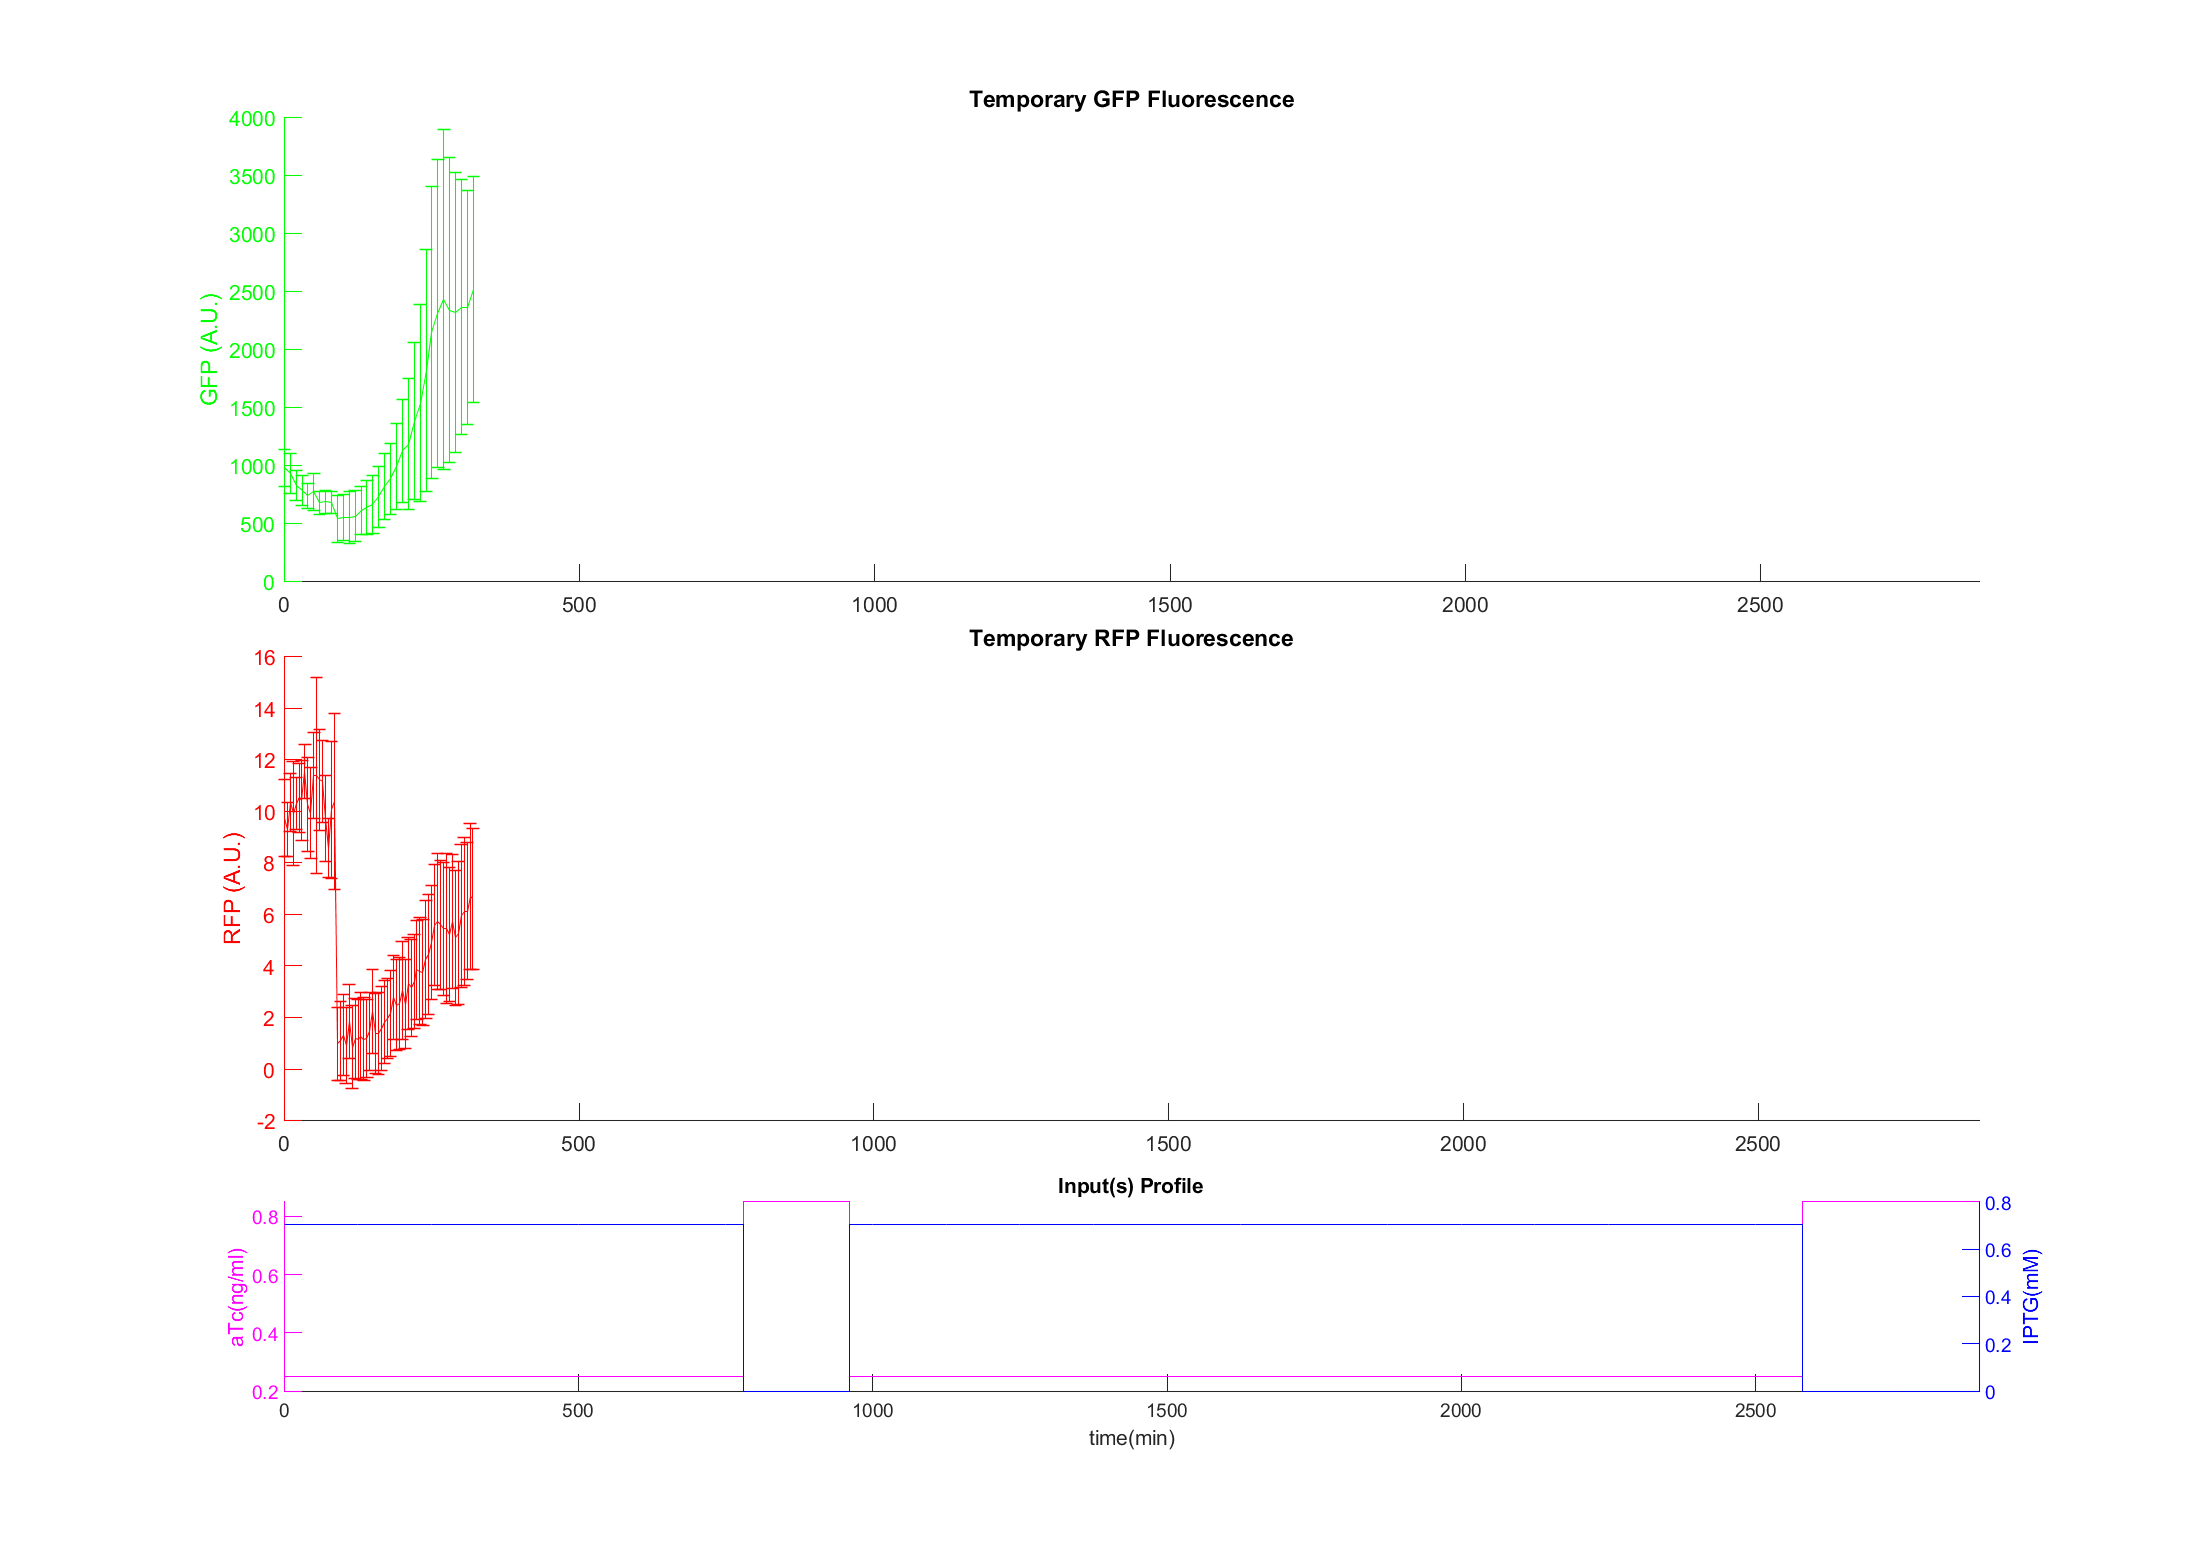 Temporary GFP Fluorescence
4000
3500
3000
2500
2000
1500
1000
500
0
GFP (A.U.)
0 500 1000 1500 2000 2500
Temporary RFP Fluorescence
16
14
12
10
8
6
4
2
0
-2
RFP (A.U.)
0 500 1000 1500 2000 2500
Input(s) Profile
0.8
0.6
0.4
0.2
aTc(ng/ml)
0.8
0.6
0.4
0.2
0
IPTG(mM)
0 500 1000 1500 2000 2500
time(min)